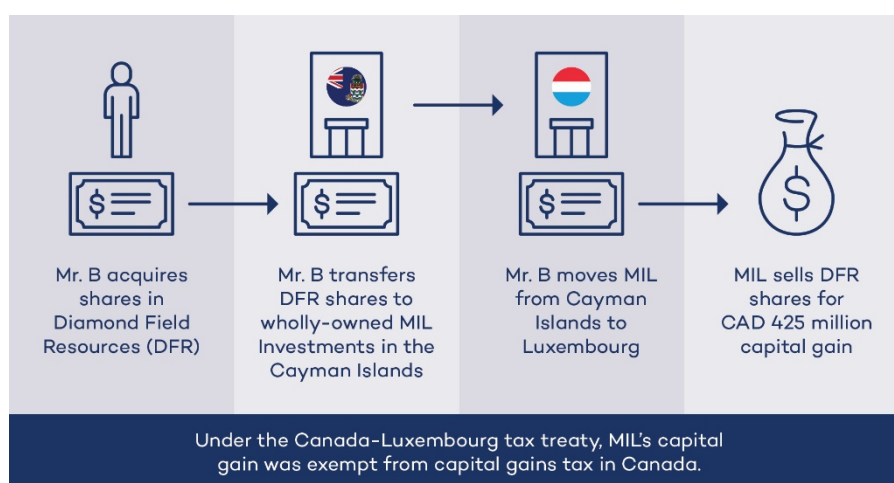 $
$
$
$
Mr. B acquires
shares in
Diamond Field
Resources (DFR)
Mr. B transfers
DFR shares to
wholly-owned MIL
Investments in the
Cayman Islands
Mr. B moves MIL
from Cayman
Islands to
Luxembourg
MIL sells DFR
shares for
CAD 425 million
capital gain
Under the Canada-Luxembourg tax treaty, MIL’s capital
gain was exempt from capital gains tax in Canada.